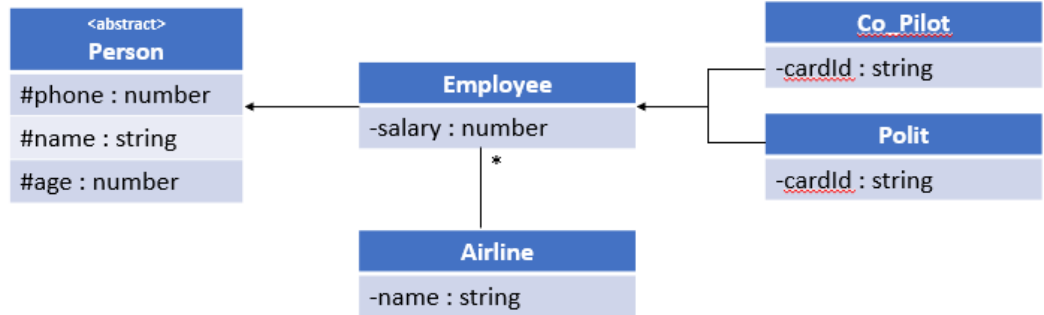 <abstract>
Person
#phone : number
#name : string
#age : number
Employee
-salary : number
*
Airline
-name : string
Co_Pilot
-cardId : string
Polit
-cardId : string